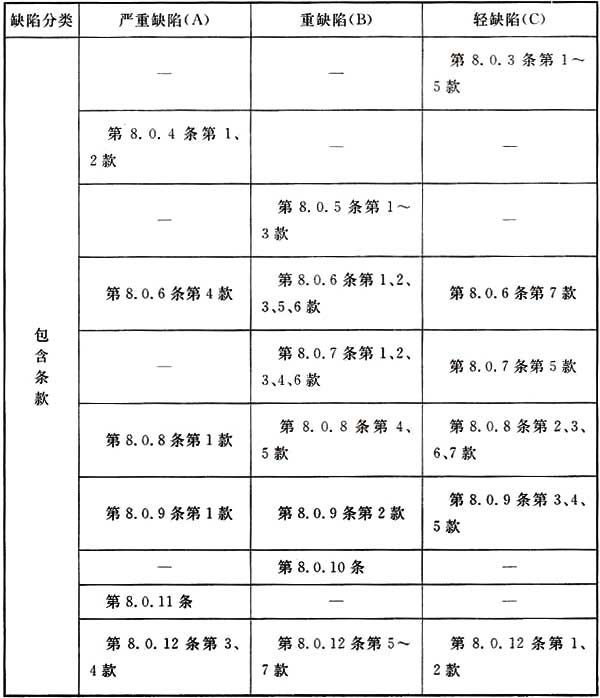 缺陷分类 严重缺陷(A) 重缺陷(B) 轻缺陷(C)
包含条款
— — 第 8.0.3 条第 1～
5 款
第 8.0.4 条第 1、
2 款
— —
— 第 8.0.5 条第 1～
3 款
—
第 8.0.6 条第 4 款
第 8.0.6 条第 1、2、
3、5、6 款
第 8.0.6 条第 7 款
— 第 8.0.7 条第 1、2、
3、4、6 款
第 8.0.7 条第 5 款
第 8.0.8 条第 1 款
第 8.0.8 条第 4、
5 款
第 8.0.8 条第 2、3、
6、7 款
第 8.0.9 条第 1 款
第 8.0.9 条第 2 款
第 8.0.9 条第 3、4、
5 款
— 第 8.0.10 条 —
第 8.0.11 条 — —
第 8.0.12 条第 3、
4 款
第 8.0.12 条第 5～
7 款
第 8.0.12 条第 1、
2 款